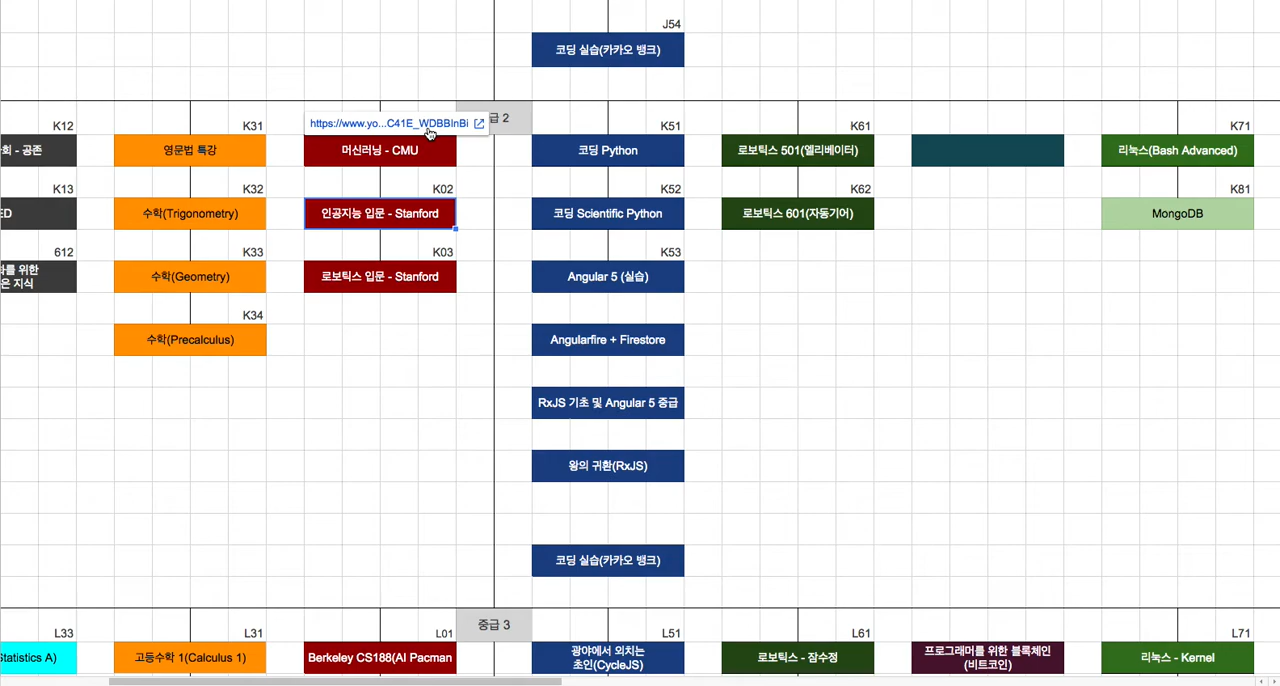 J54
코딩 실습(카카오 뱅크)
https://www.yo...C41E_WDBBInBi
급 2
K12
K31
K51
K61
K71
회 - 공존
영문법 특강
머신러닝 - CMU
코딩 Python
로보틱스 501(엘리베이터)
리눅스(Bash Advanced)
K13
K32
K02
K52
K62
K81
ED
수학(Trigonometry)
인공지능 입문 - Stanford
코딩 Scientific Python
로보틱스 601(자동기어)
MongoDB
612
K33
K03
K53
화를 위한
은 지식
수학(Geometry)
로보틱스 입문 - Stanford
Angular 5 (실습)
K34
수학(Precalculus)
Angularfire + Firestore
RxJS 기초 및 Angular 5 중급
왕의 귀환(RxJS)
코딩 실습(카카오 뱅크)
중급 3
L33
L31
L01
L51
L61
L71
Statistics A)
고등수학 1(Calculus 1)
Berkeley CS188(AI Pacman
광야에서 외치는
초인(CycleJS)
로보틱스 - 잠수정
프로그래머를 위한 블록체인
(비트코인)
리눅스 - Kernel